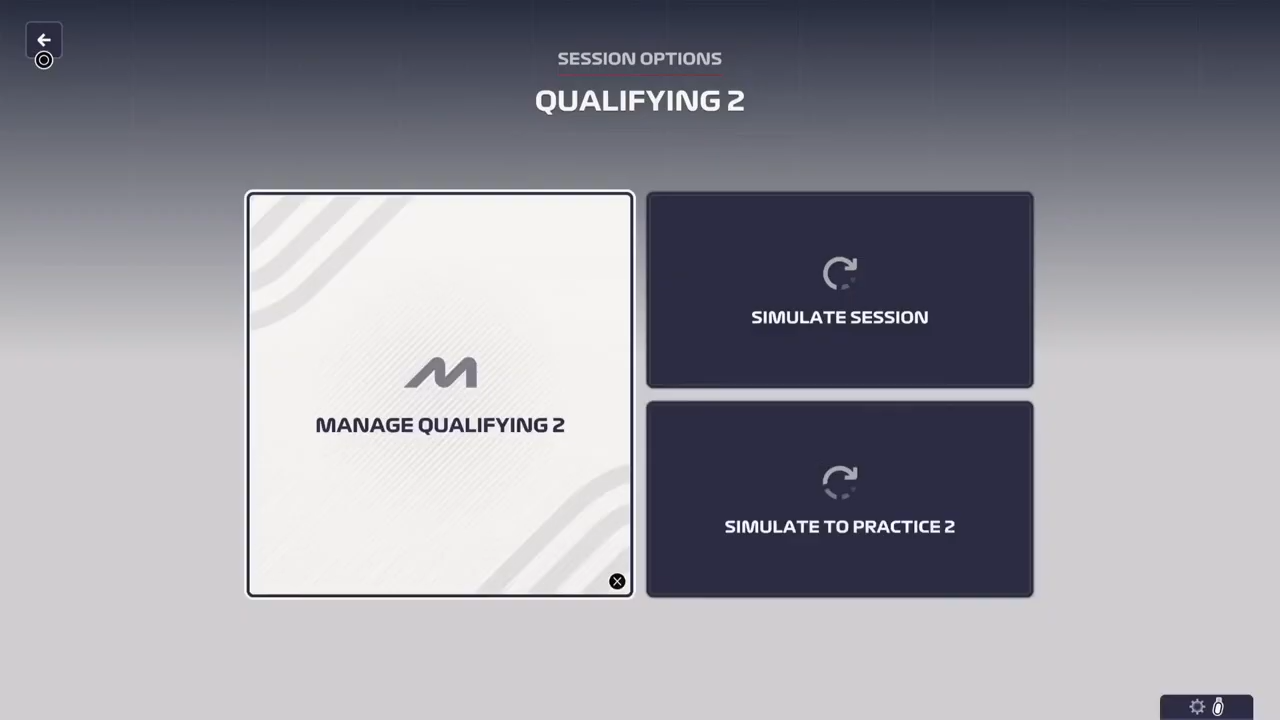 SESSION OPTIONS
QUALIFYING 2
MANAGE QUALIFYING 2
SIMULATE SESSION
SIMULATE TO PRACTICE 2